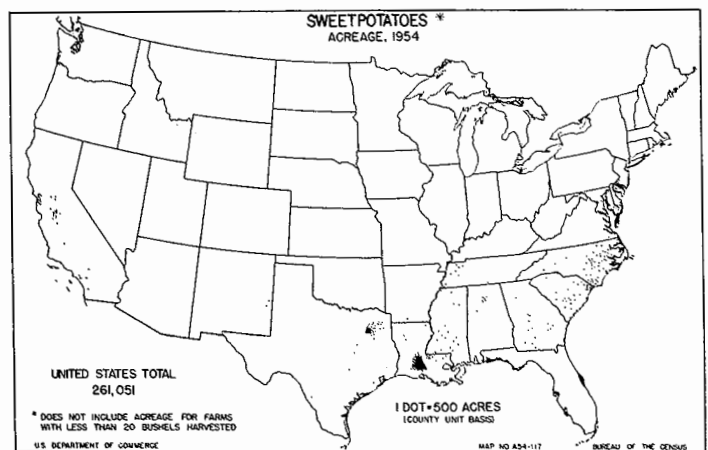 SWEETPOTATOES *
ACREAGE, 1954
UNITED STATES TOTAL
261,051
* DOES NOT INCLUDE ACREAGE FOR FARMS
WITH LESS THAN 20 BUSHELS HARVESTED
1 DOT=500 ACRES
(COUNTY UNIT BASIS)
U.S. DEPARTMENT OF COMMERCE
MAP NO. A54-117
BUREAU OF THE CENSUS